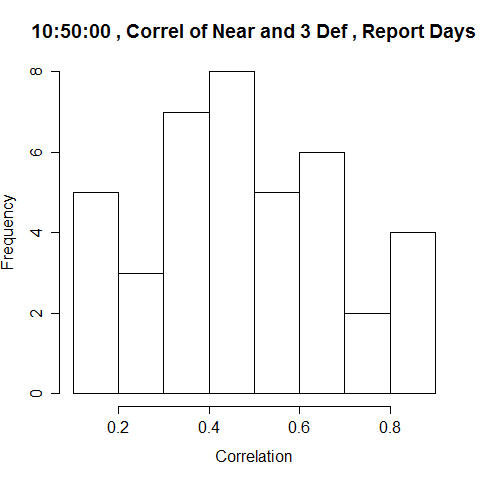 10:50:00 , Correl of Near and 3 Def , Report Days
8
6
4
2
0
Frequency
0.2 0.4 0.6 0.8
Correlation